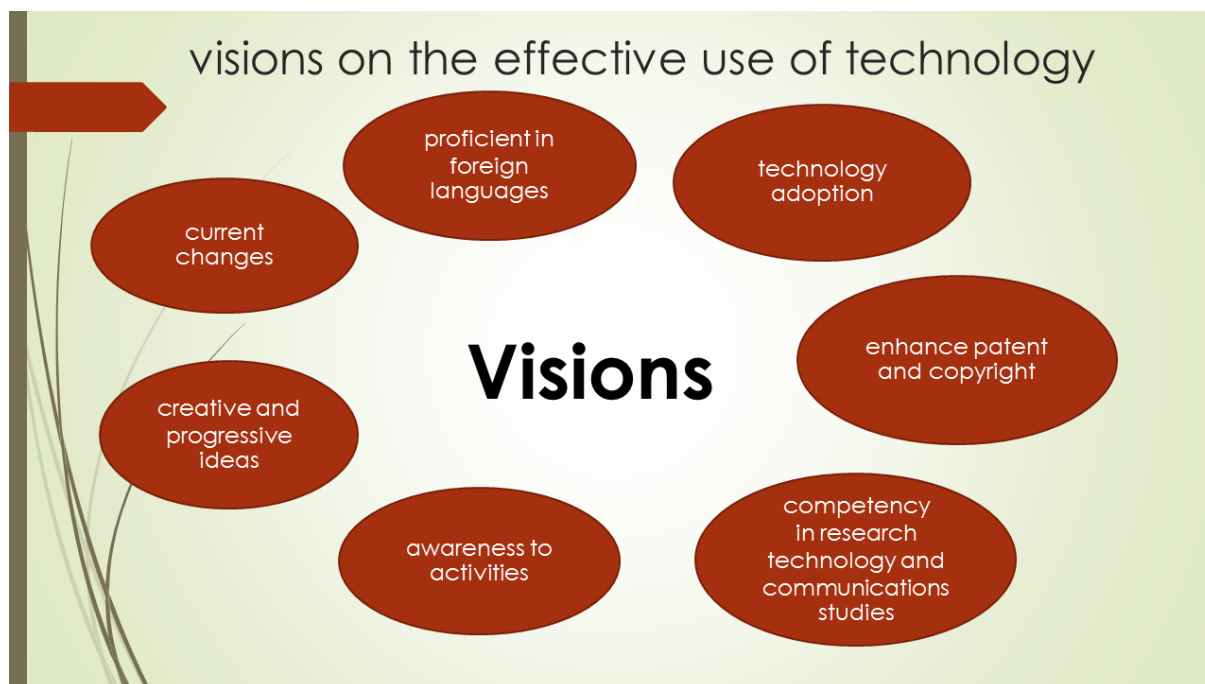 visions on the effective use of technology
proficient in
foreign
languages
technology
adoption
current
changes
enhance patent
and copyright
Visions
creative and
progressive
ideas
competency
in research
technology and
communications
studies
awareness to
activities